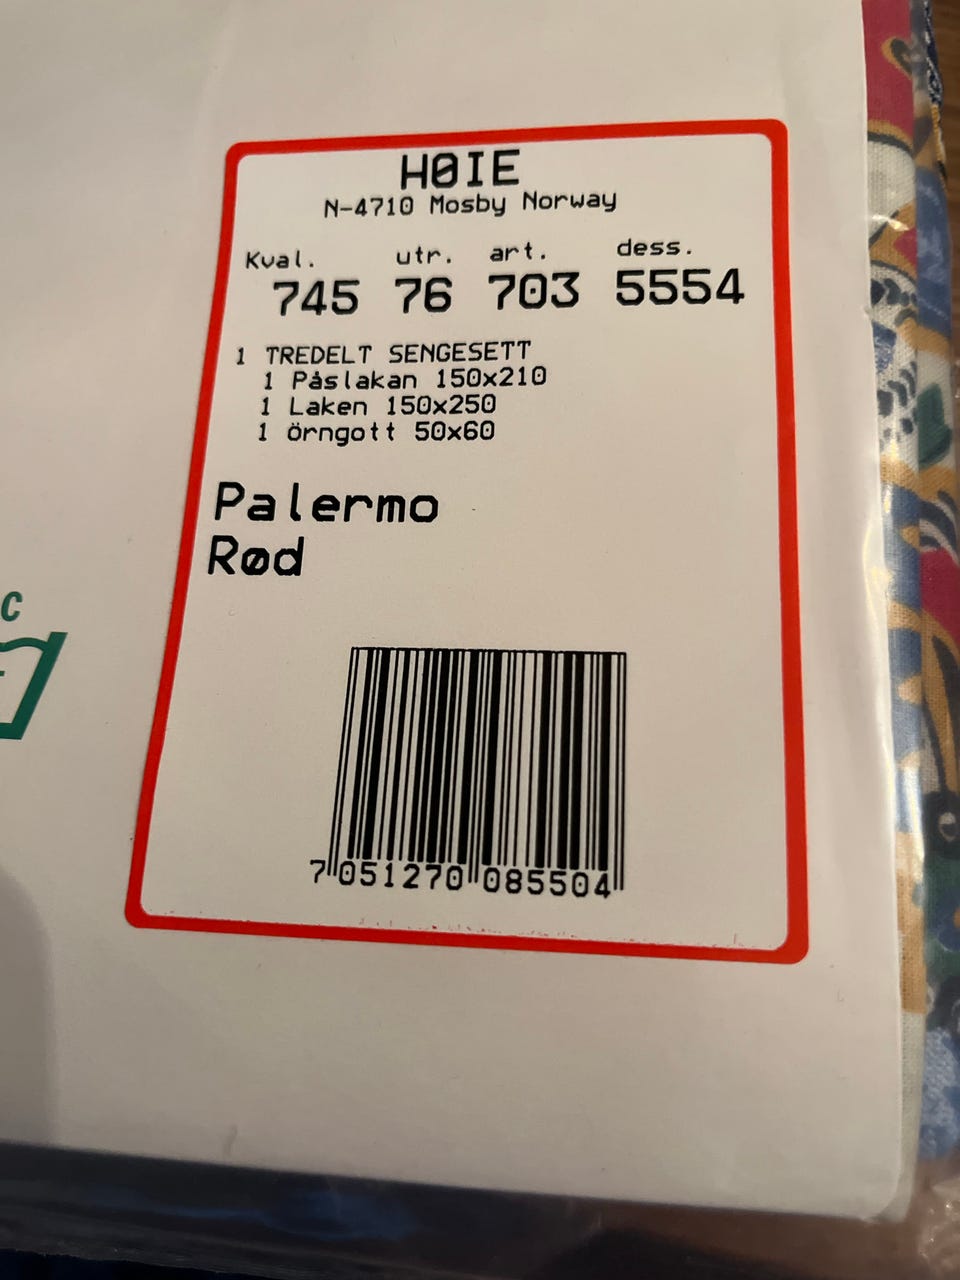 HØIE
N-4710 Mosby Norway
Kval. utr. art. dess.
745 76 703 5554
1 TREDELT SENGESETT
1 Påslakan 150x210
1 Laken 150x250
1 örngott 50x60
Palermo
Rød
7 051270 085504
C